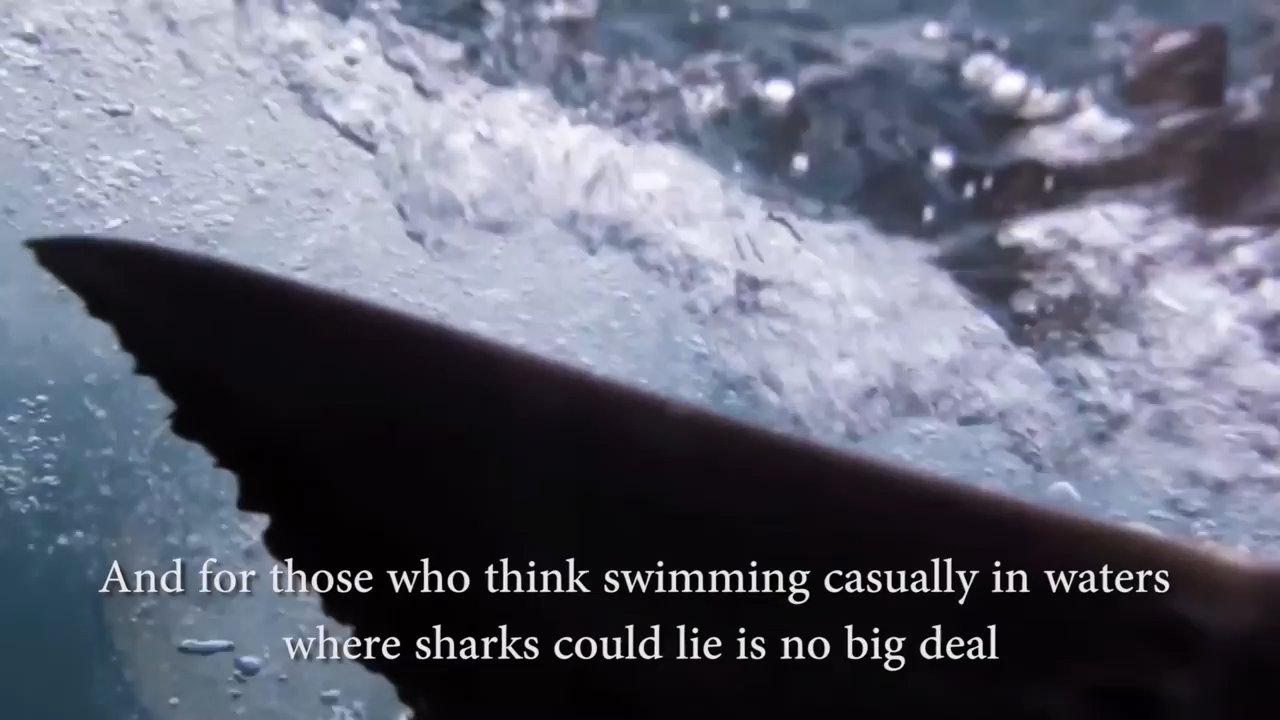 And for those who think swimming casually in waters
where sharks could lie is no big deal